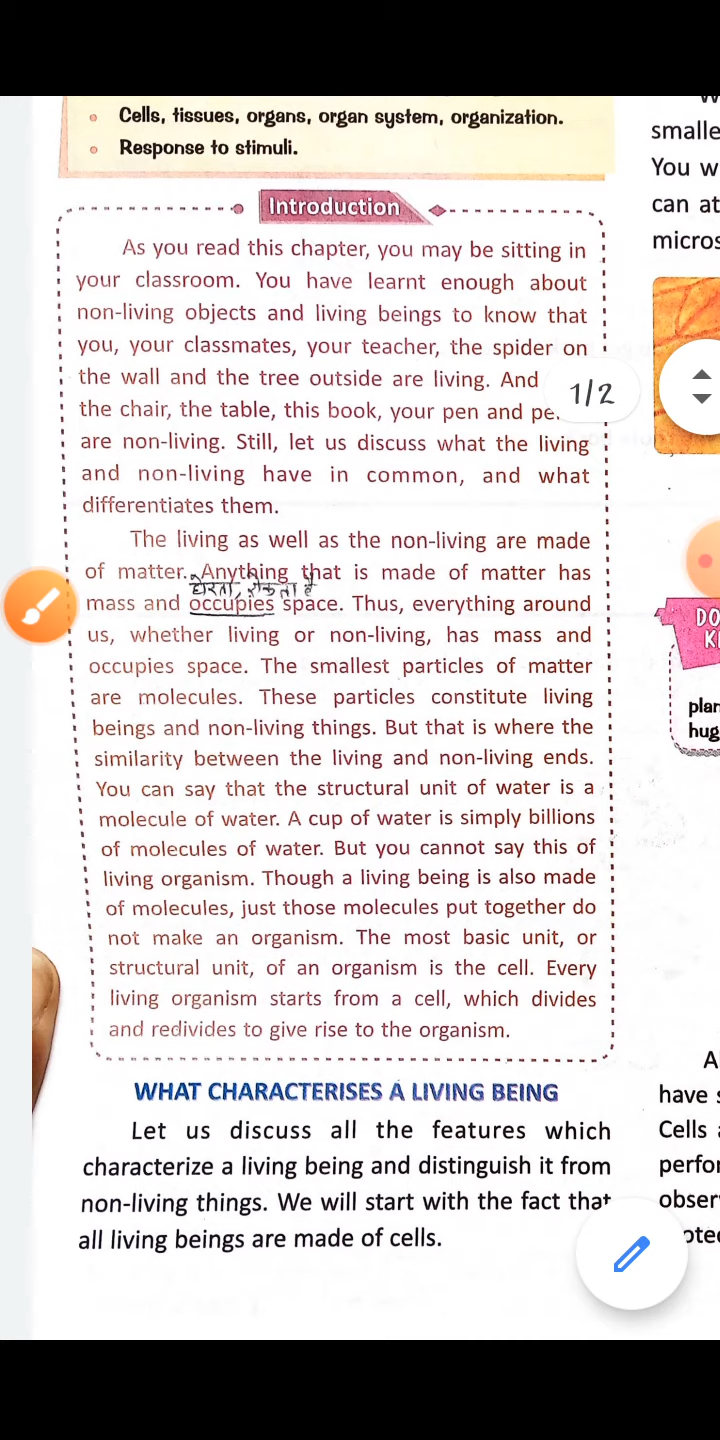 Cells, tissues, organs, organ system, organization.
Response to stimuli.
Introduction
As you read this chapter, you may be sitting in
your classroom. You have learnt enough about
non-living objects and living beings to know that
you, your classmates, your teacher, the spider on
the wall and the tree outside are living. And
the chair, the table, this book, your pen and pe
are non-living. Still, let us discuss what the living
and non-living have in common, and what
differentiates them.
The living as well as the non-living are made
of matter. Anything that is made of matter has
mass and occupies space. Thus, everything around
us, whether living or non-living, has mass and
occupies space. The smallest particles of matter
are molecules. These particles constitute living
beings and non-living things. But that is where the
similarity between the living and non-living ends.
You can say that the structural unit of water is a
molecule of water. A cup of water is simply billions
of molecules of water. But you cannot say this of
living organism. Though a living being is also made
of molecules, just those molecules put together do
not make an organism. The most basic unit, or
structural unit, of an organism is the cell. Every
living organism starts from a cell, which divides
and redivides to give rise to the organism.
WHAT CHARACTERISES A LIVING BEING
Let us discuss all the features which
characterize a living being and distinguish it from
non-living things. We will start with the fact that
all living beings are made of cells.
smalle
You w
can at
micros
1/2
DO
K
plan
hug
A
have s
Cells a
perfor
obser
otec